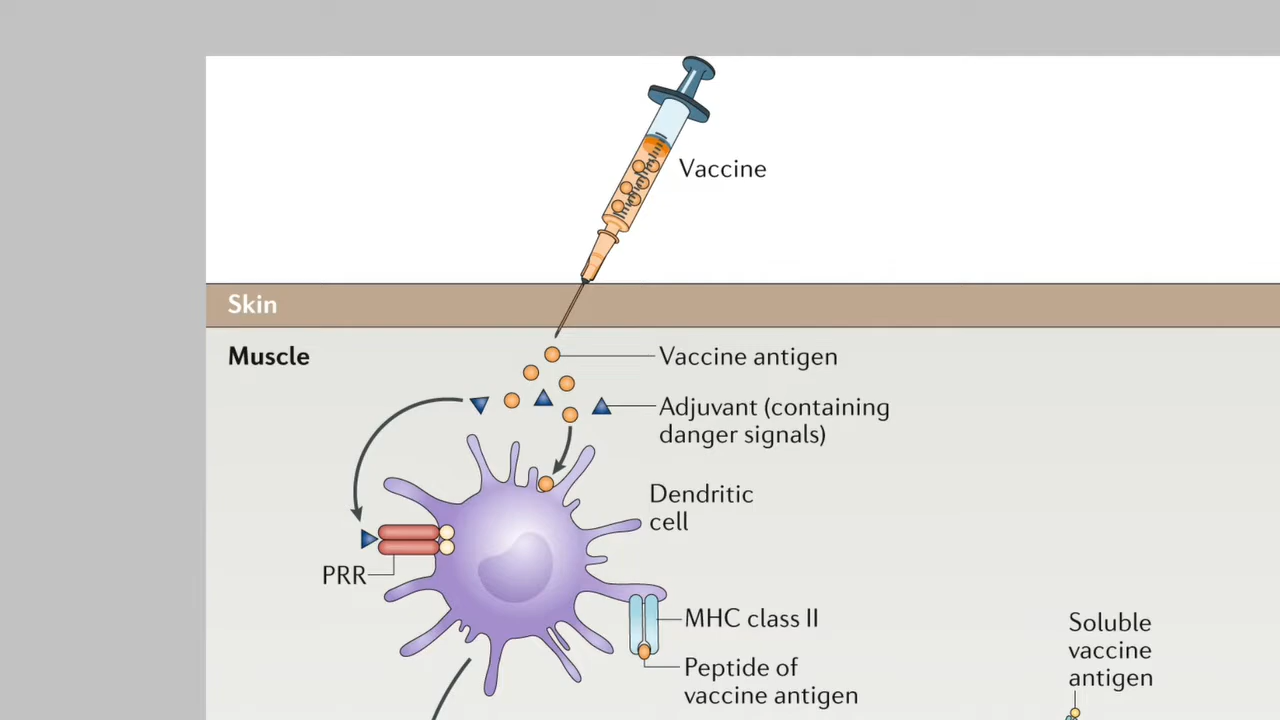 Vaccine
Skin
Muscle
Vaccine antigen
Adjuvant (containing
danger signals)
Dendritic
cell
PRR
MHC class II
Peptide of
vaccine antigen
Soluble
vaccine
antigen